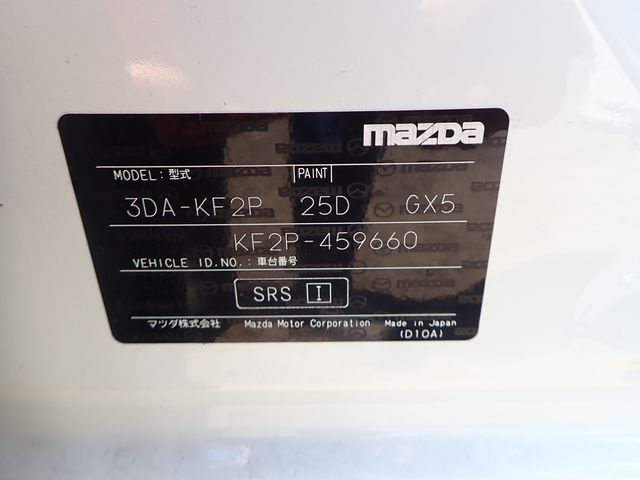 mazda
MODEL: 型式 PAINT
3DA-KF2P 25D GX5
KF2P-459660
VEHICLE ID.NO.: 車台番号
SRS I
マツダ株式会社 Mazda Motor Corporation Made in Japan
(D10A)